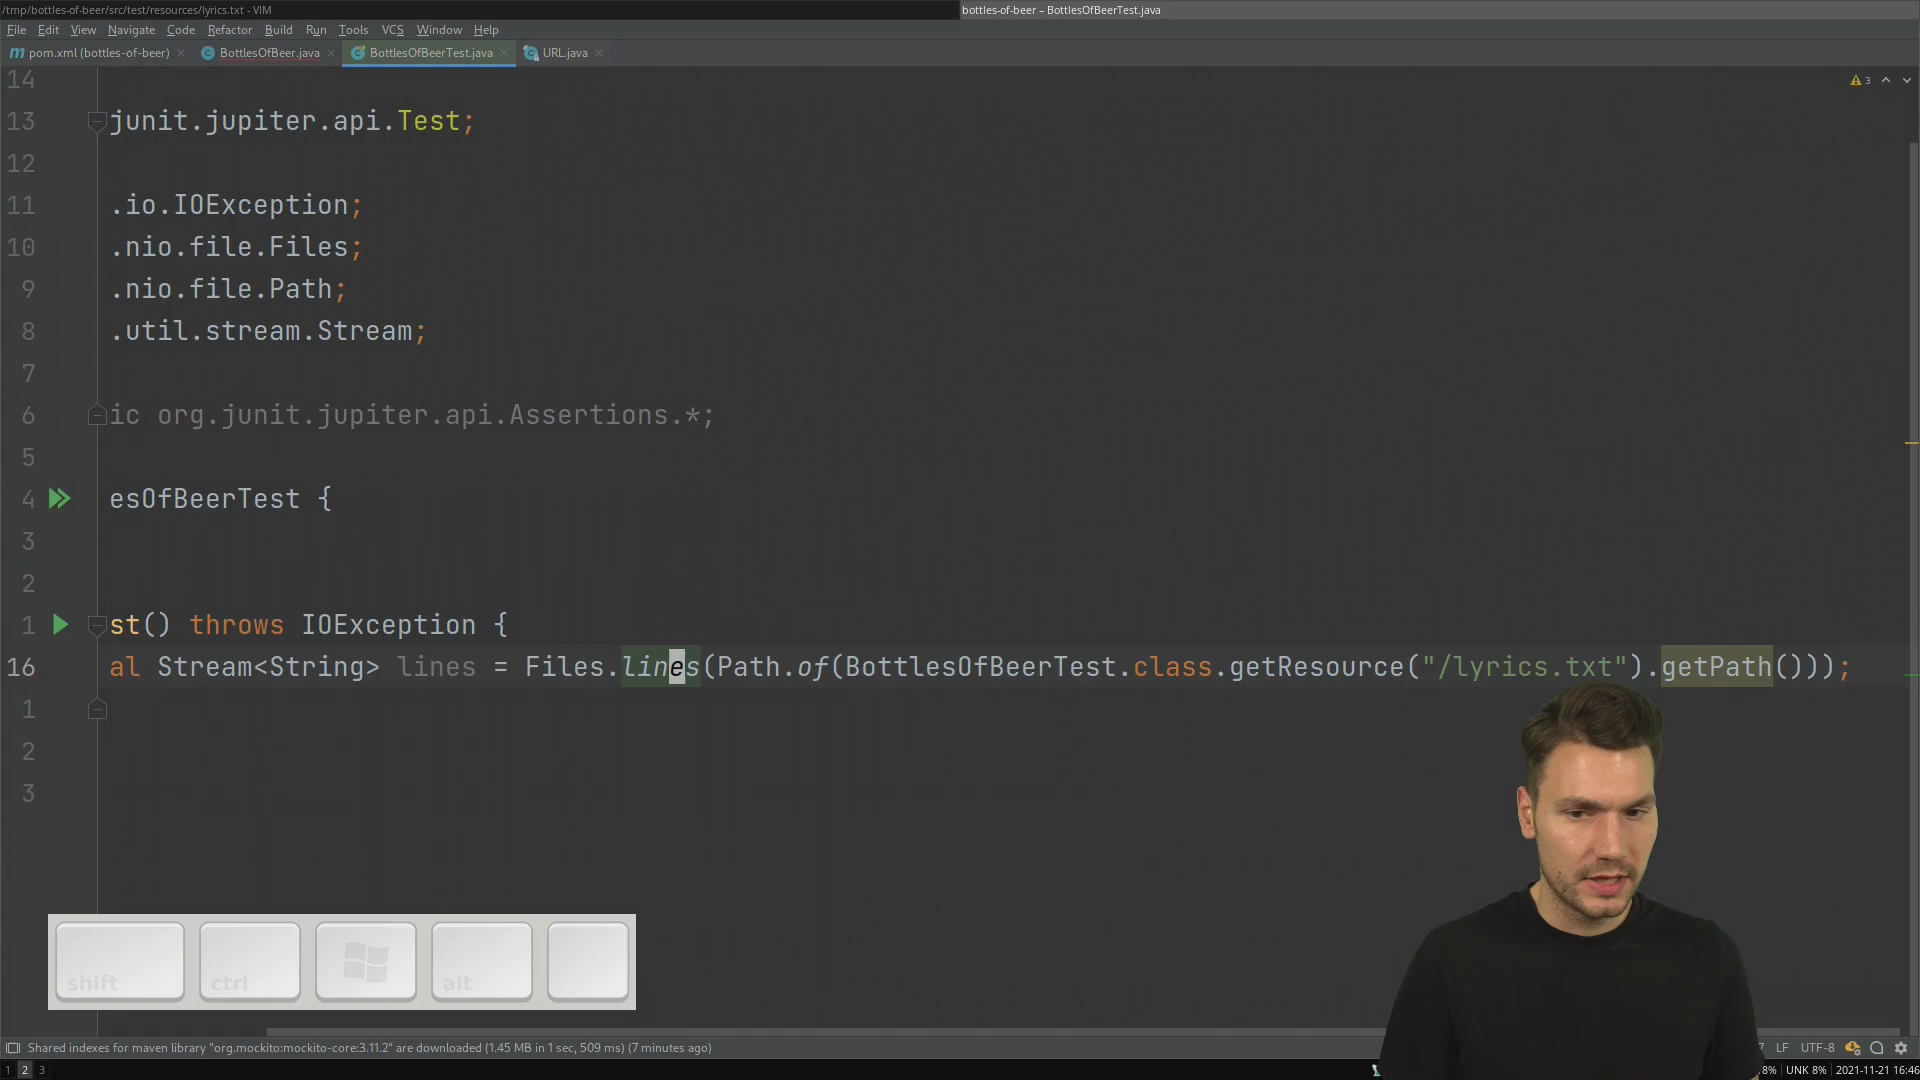 /tmp/bottles-of-beer/src/test/resources/lyrics.txt - VIM
bottles-of-beer – BottlesOfBeerTest.java
File Edit View Navigate Code Refactor Build Run Tools VCS Window Help
pom.xml (bottles-of-beer) BottlesOfBeer.java BottlesOfBeerTest.java URL.java
14
3
13 junit.jupiter.api.Test;
12
11 .io.IOException;
10 .nio.file.Files;
9 .nio.file.Path;
8 .util.stream.Stream;
7
6 ic org.junit.jupiter.api.Assertions.*;
5
4 esOfBeerTest {
3
2
1 st() throws IOException {
16 al Stream<String> lines = Files.lines(Path.of(BottlesOfBeerTest.class.getResource("/lyrics.txt").getPath()));
1
2
3
shift ctrl alt
Shared indexes for maven library "org.mockito:mockito-core:3.11.2" are downloaded (1.45 MB in 1 sec, 509 ms) (7 minutes ago)
LF UTF-8
1 2 3
8% UNK 8% 2021-11-21 16:46